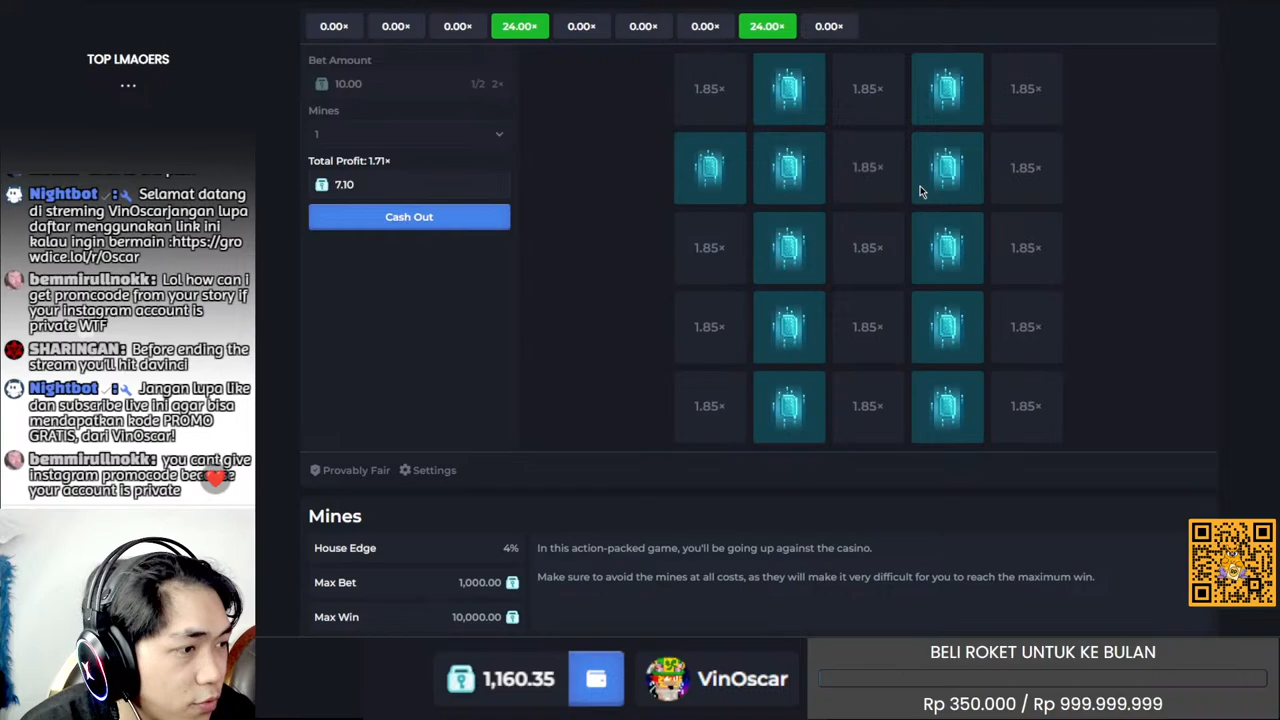 0.00× 0.00× 0.00× 24.00× 0.00× 0.00× 0.00× 24.00× 0.00×
TOP LMAOERS
...
Nightbot : Selamat datang
di streming VinOscarjangan lupa
daftar menggunakan link ini
kalau ingin bermain :https://gro
wdice.lol/r/Oscar
bemmirullnokk: Lol how can i
get promcoode from your story if
your instagram account is
private WTF
SHARINGAN: Before ending the
stream you'll hit davinci
Nightbot : Jangan lupa like
dan subscribe live ini agar bisa
mendapatkan kode PROMO
GRATIS, dari VinOscar!
bemmirullnokk: you cant give
instagram promocode because
your account is private
Bet Amount
10.00 1/2 2×
Mines
1
Total Profit: 1.71×
7.10
Cash Out
1.85× 1.85× 1.85×
1.85× 1.85×
1.85× 1.85× 1.85×
1.85× 1.85× 1.85×
1.85× 1.85× 1.85×
Provably Fair Settings
Mines
House Edge 4%
Max Bet 1,000.00
Max Win 10,000.00
In this action-packed game, you'll be going up against the casino.
Make sure to avoid the mines at all costs, as they will make it very difficult for you to reach the maximum win.
1,160.35
VinOscar
BELI ROKET UNTUK KE BULAN
Rp 350.000 / Rp 999.999.999